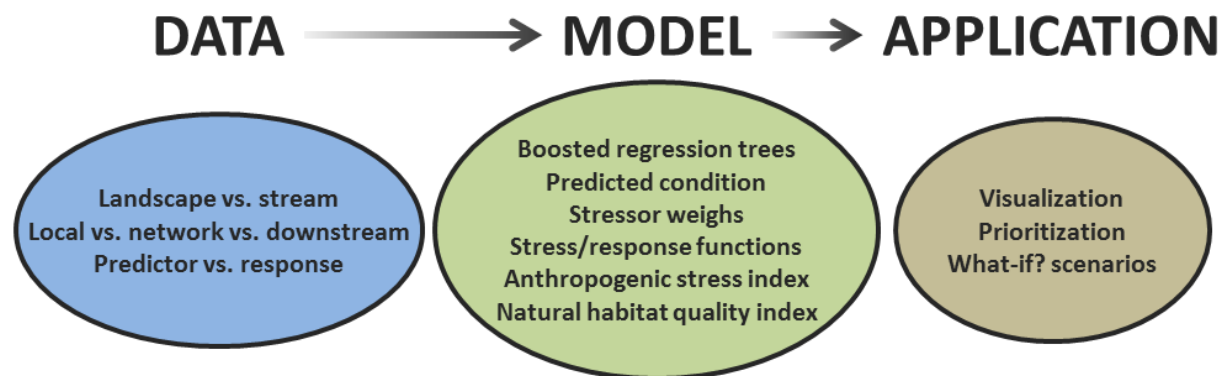 DATA MODEL APPLICATION
Landscape vs. stream
Local vs. network vs. downstream
Predictor vs. response
Boosted regression trees
Predicted condition
Stressor weighs
Stress/response functions
Anthropogenic stress index
Natural habitat quality index
Visualization
Prioritization
What-if? scenarios